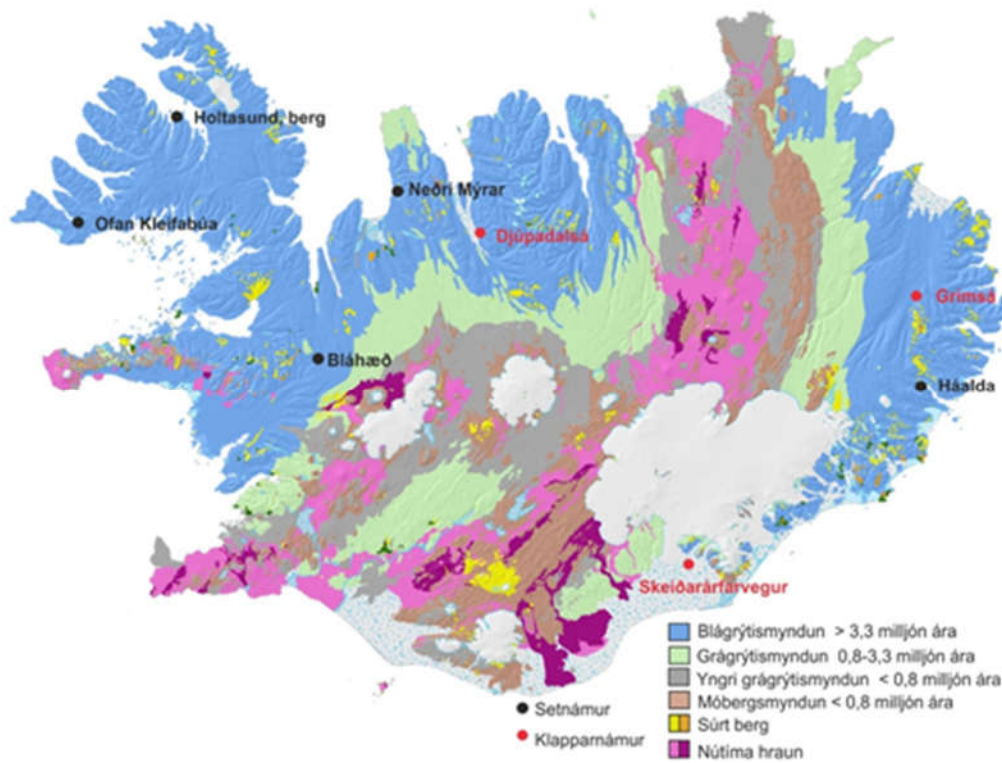 Holtasund, berg
Neðri Mýrar
Ofan Kleifabúa
Djúpadalsá
Grímsá
Bláhæð
Háalda
Skeiðarárfarvegur
Blágrýtismyndun > 3,3 milljón ára
Grágrýtismyndun 0,8-3,3 milljón ára
Yngri grágrýtismyndun < 0,8 milljón ára
Móbergsmyndun < 0,8 milljón ára
Súrt berg
Nútíma hraun
Setnámur
Klapparnámur